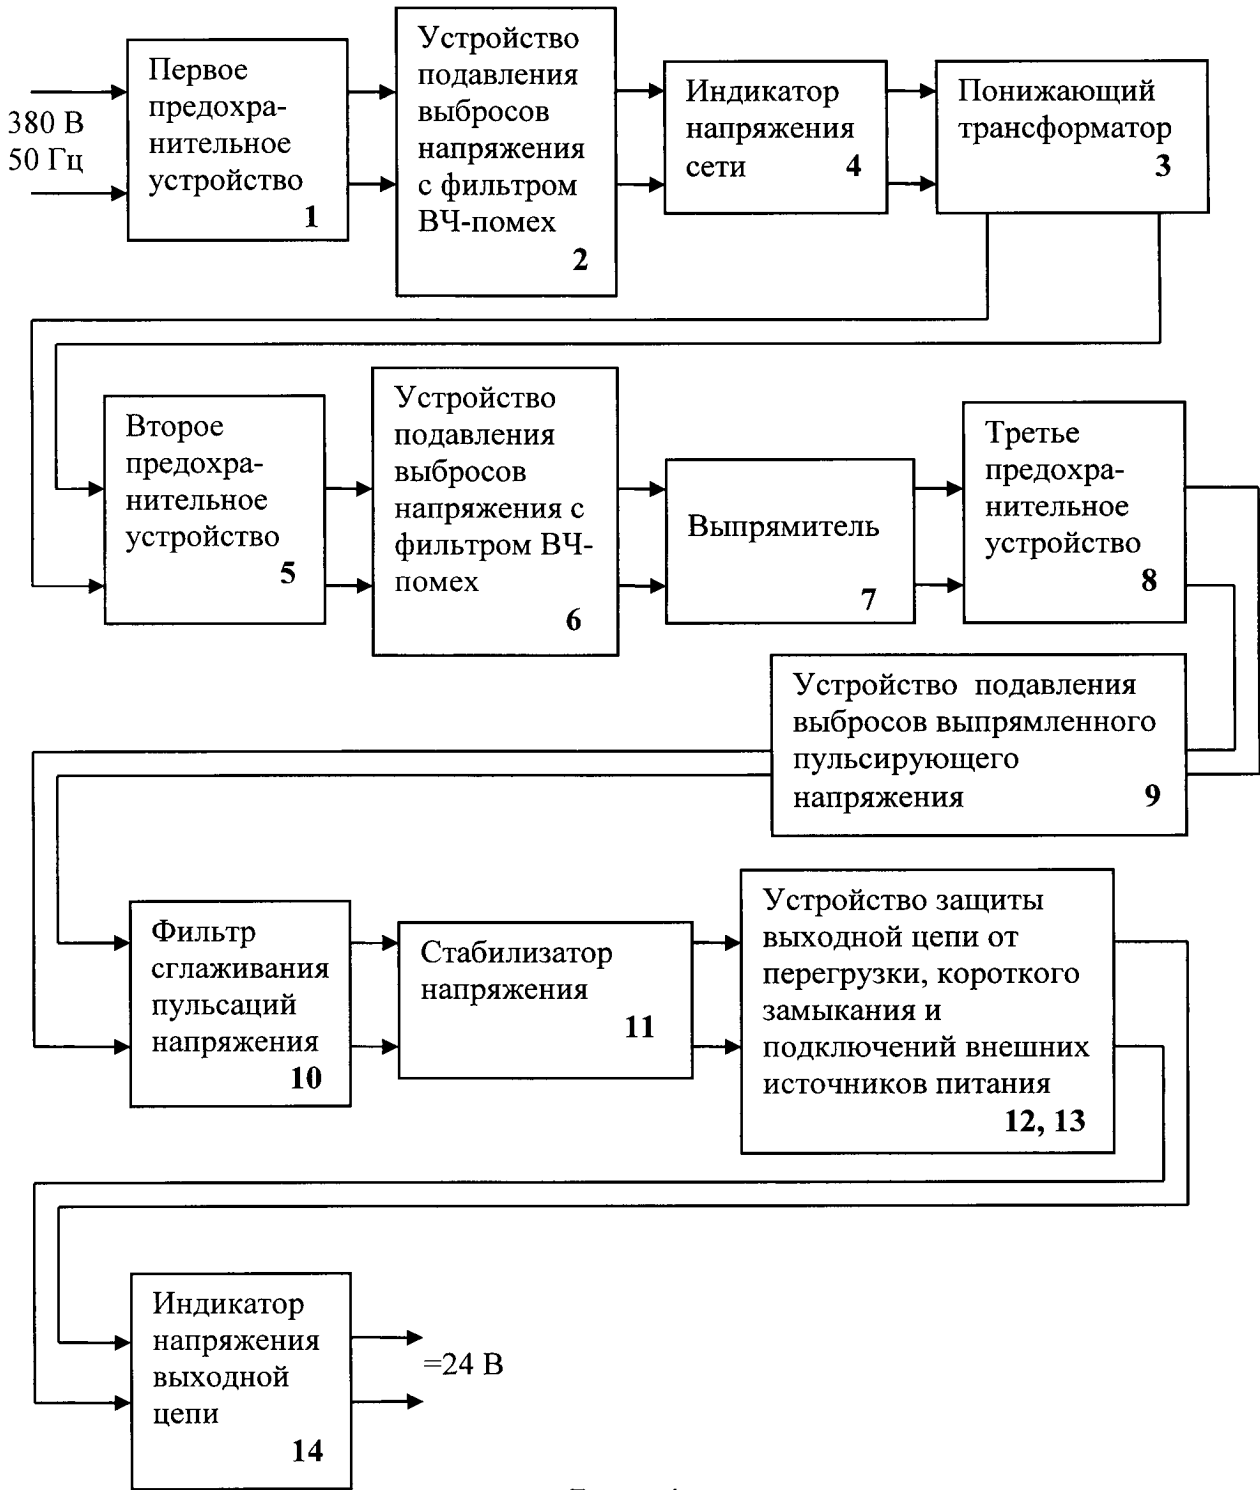 380 В
50 Гц
Первое
предохра-
нительное
устройство
1
Устройство
подавления
выбросов
напряжения
с фильтром
ВЧ-помех
2
Индикатор
напряжения
сети
4
Понижающий
трансформатор
3
Второе
предохра-
нительное
устройство
5
Устройство
подавления
выбросов
напряжения с
фильтром ВЧ-
помех
6
Выпрямитель
7
Третье
предохра-
нительное
устройство
8
Устройство подавления
выбросов выпрямленного
пульсирующего
напряжения
9
Фильтр
сглаживания
пульсаций
напряжения
10
Стабилизатор
напряжения
11
Устройство защиты
выходной цепи от
перегрузки, короткого
замыкания и
подключений внешних
источников питания
12, 13
Индикатор
напряжения
выходной
цепи
14
=24 В